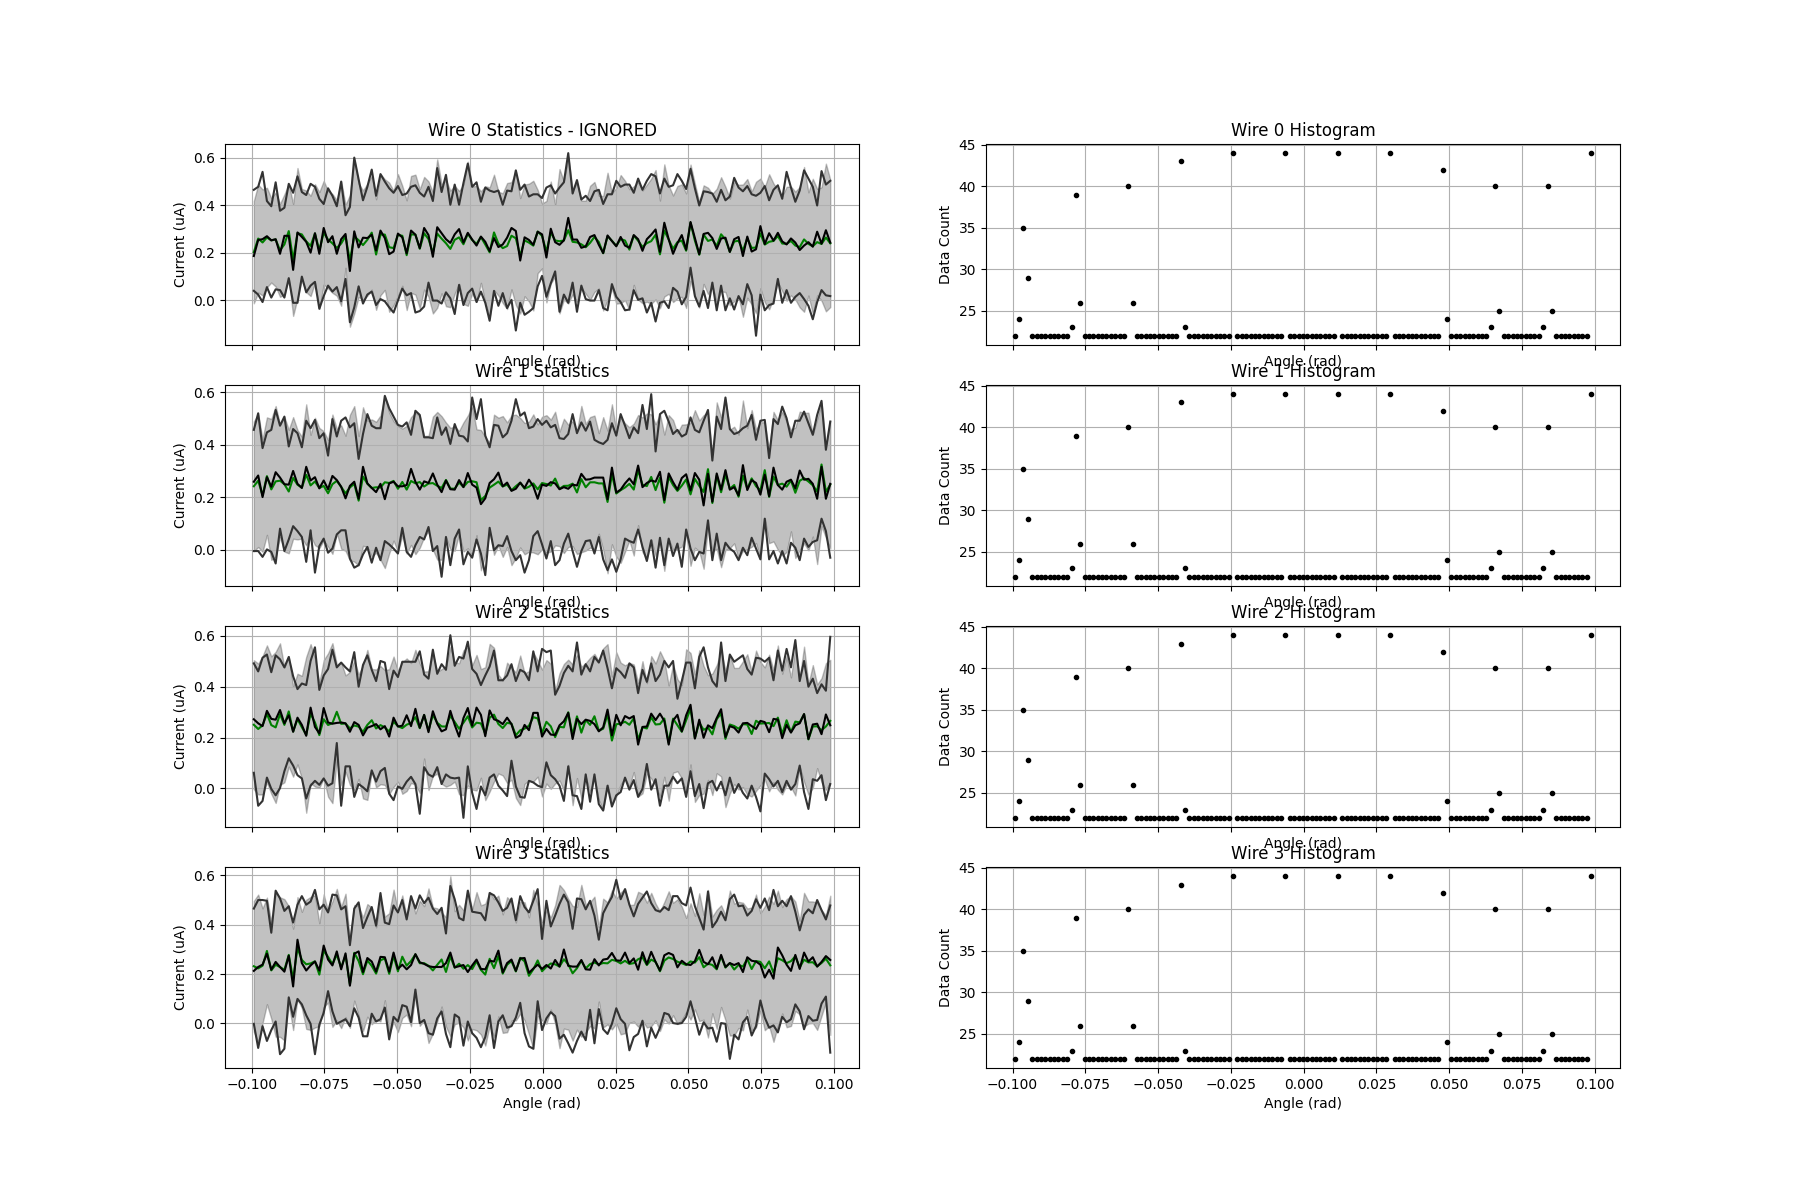 Wire 0 Statistics - IGNORED
0.6
0.4
0.2
0.0
Current (uA)
Angle (rad)
Wire 0 Histogram
45
40
35
30
25
Data Count
Angle (rad)
Wire 1 Statistics
0.6
0.4
0.2
0.0
Current (uA)
Angle (rad)
Wire 1 Histogram
45
40
35
30
25
Data Count
Angle (rad)
Wire 2 Statistics
0.6
0.4
0.2
0.0
Current (uA)
Angle (rad)
Wire 2 Histogram
45
40
35
30
25
Data Count
Angle (rad)
Wire 3 Statistics
0.6
0.4
0.2
0.0
Current (uA)
−0.100 −0.075 −0.050 −0.025 0.000 0.025 0.050 0.075 0.100
Angle (rad)
Wire 3 Histogram
45
40
35
30
25
Data Count
−0.100 −0.075 −0.050 −0.025 0.000 0.025 0.050 0.075 0.100
Angle (rad)